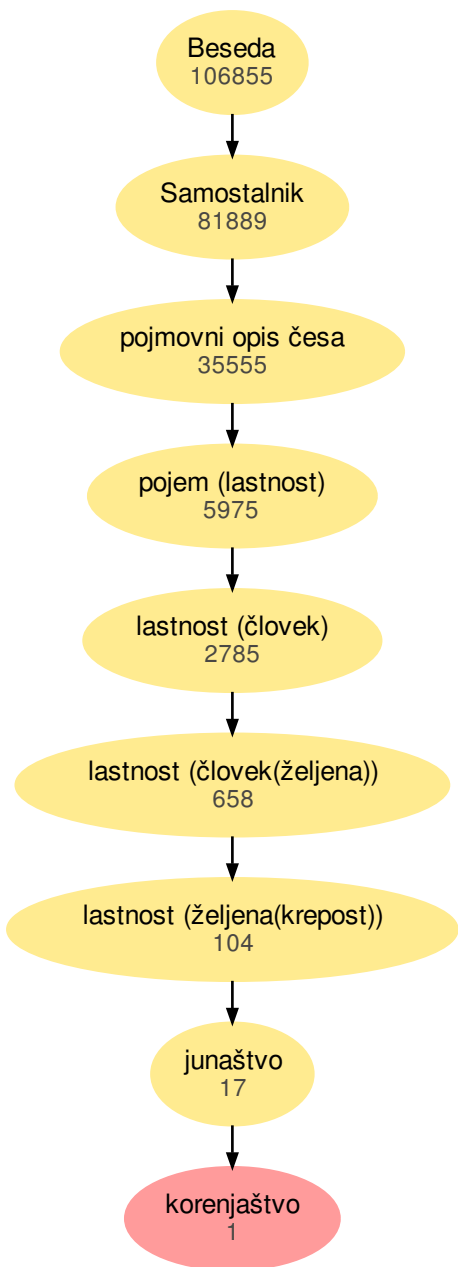 Beseda
106855
Samostalnik
81889
pojmovni opis česa
35555
pojem (lastnost)
5975
lastnost (človek)
2785
lastnost (človek(željena))
658
lastnost (željena(krepost))
104
junaštvo
17
korenjaštvo
1